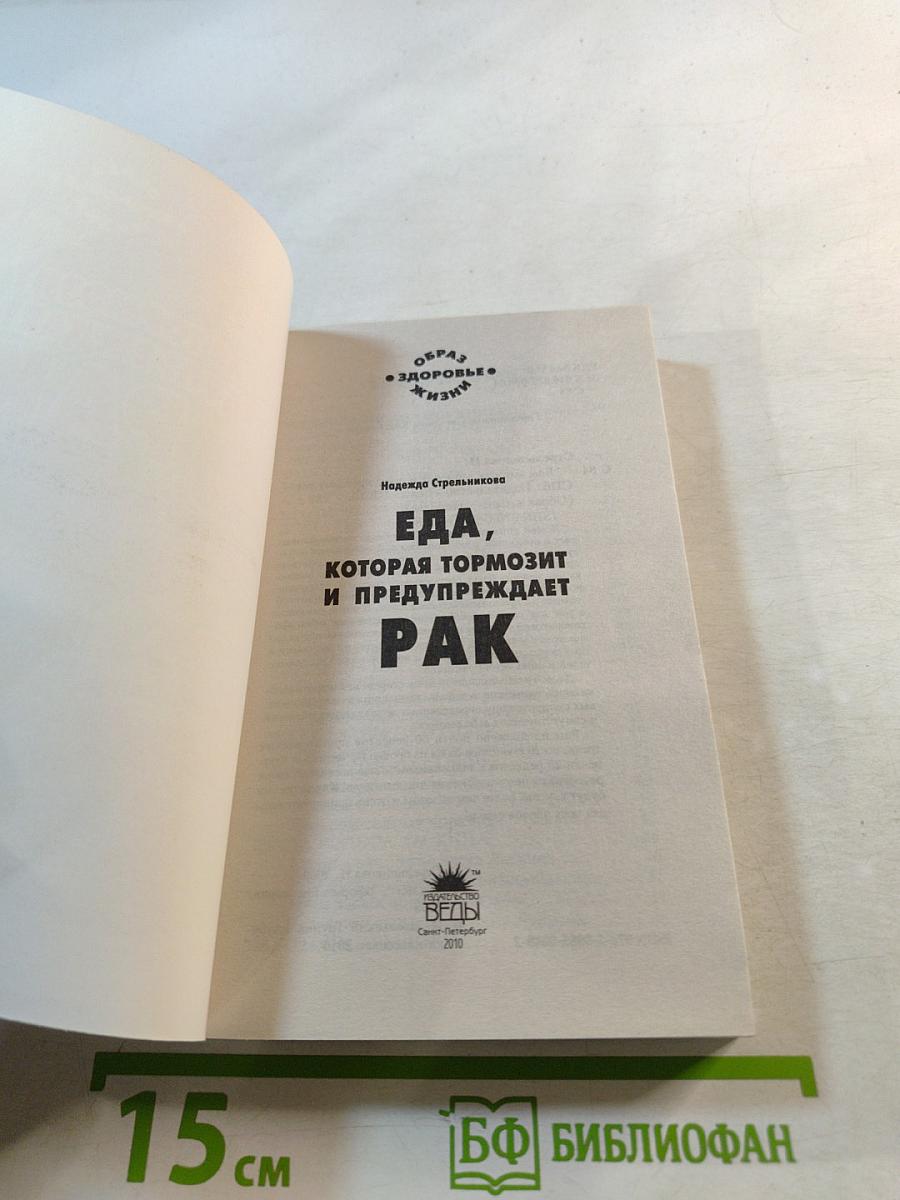 ОБРАЗ
• ЗДОРОВЬЕ •
ЖИЗНИ
Надежда Стрельникова
ЕДА,
КОТОРАЯ ТОРМОЗИТ
И ПРЕДУПРЕЖДАЕТ
РАК
TM
ИЗДАТЕЛЬСТВО
ВЕДЫ
Санкт-Петербург
2010
15 см
БФ БИБЛИОФАН